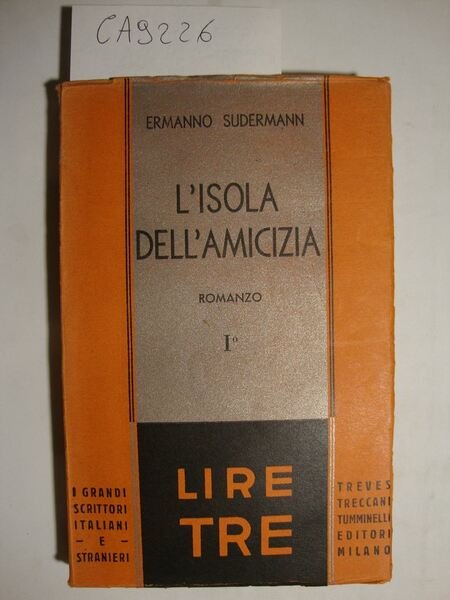 CA9226
ERMANNO SUDERMANN
L'ISOLA
DELL'AMICIZIA
ROMANZO
I°
LIRE
TRE
I GRANDI
SCRITTORI
ITALIANI
- E -
STRANIERI
TREVES
TRECCANI
TUMMINELLI
EDITORI
MILANO